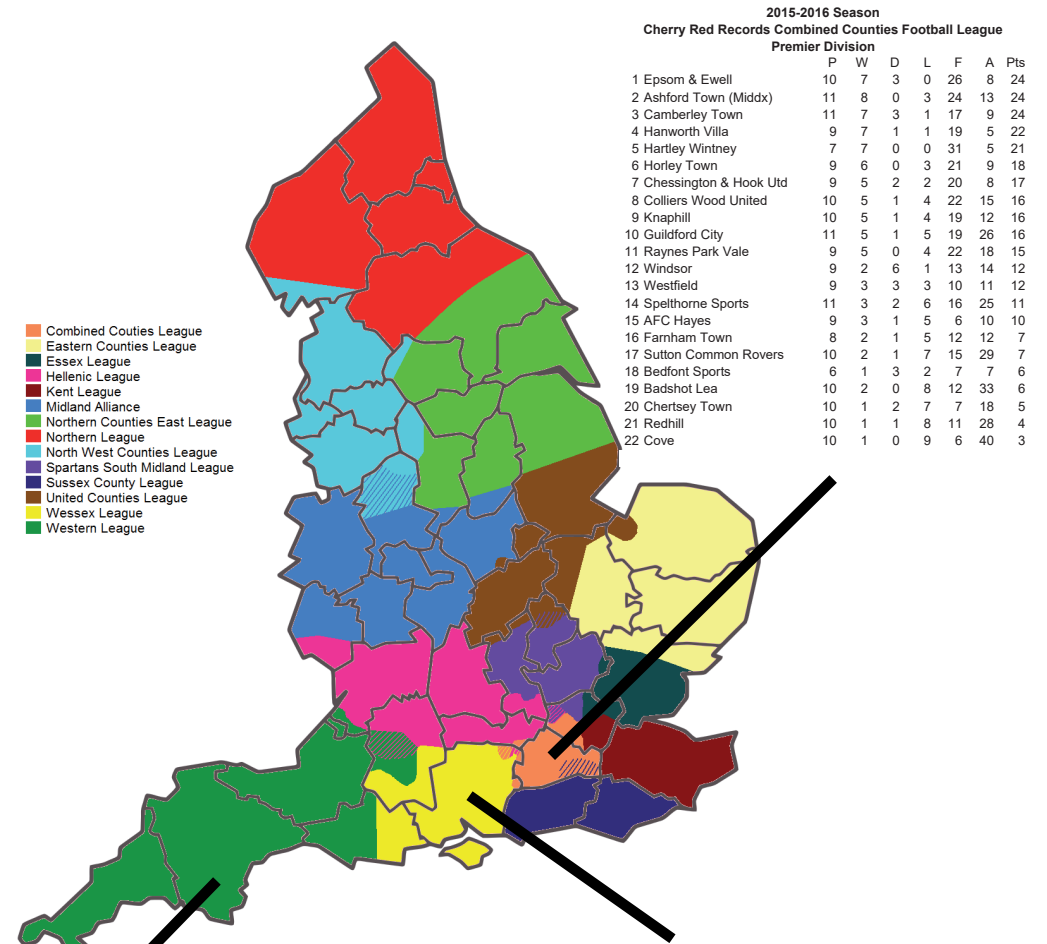 2015-2016 Season
Cherry Red Records Combined Counties Football League
Premier Division
P W D L F A Pts
1 Epsom & Ewell 10 7 3 0 26 8 24
2 Ashford Town (Middx) 11 8 0 3 24 13 24
3 Camberley Town 11 7 3 1 17 9 24
4 Hanworth Villa 9 7 1 1 19 5 22
5 Hartley Wintney 7 7 0 0 31 5 21
6 Horley Town 9 6 0 3 21 9 18
7 Chessington & Hook Utd 9 5 2 2 20 8 17
8 Colliers Wood United 10 5 1 4 22 15 16
9 Knaphill 10 5 1 4 19 12 16
10 Guildford City 11 5 1 5 19 26 16
11 Raynes Park Vale 9 5 0 4 22 18 15
12 Windsor 9 2 6 1 13 14 12
13 Westfield 9 3 3 3 10 11 12
14 Spelthorne Sports 11 3 2 6 16 25 11
15 AFC Hayes 9 3 1 5 6 10 10
16 Farnham Town 8 2 1 5 12 12 7
17 Sutton Common Rovers 10 2 1 7 15 29 7
18 Bedfont Sports 6 1 3 2 7 7 6
19 Badshot Lea 10 2 0 8 12 33 6
20 Chertsey Town 10 1 2 7 7 18 5
21 Redhill 10 1 1 8 11 28 4
22 Cove 10 1 0 9 6 40 3
Combined Couties League
Eastern Counties League
Essex League
Hellenic League
Kent League
Midland Alliance
Northern Counties East League
Northern League
North West Counties League
Spartans South Midland League
Sussex County League
United Counties League
Wessex League
Western League